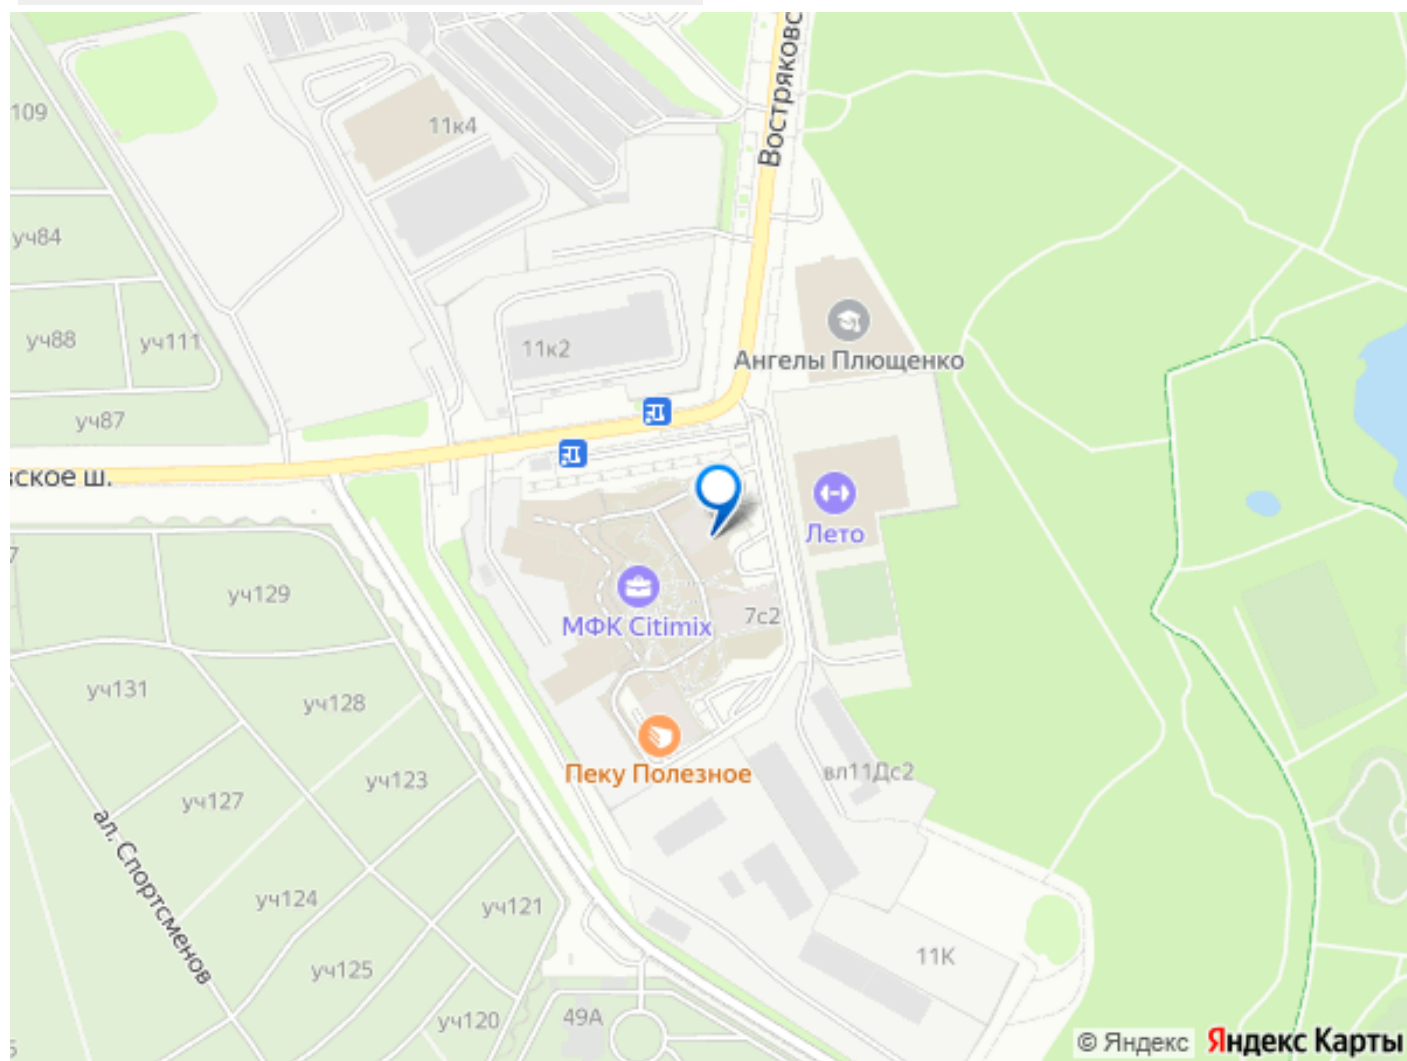 Востряковс
109
11к4
уч84
уч88
уч111
11к2
Ангелы Плющенко
уч87
вское ш.
Лето
уч129
МФК Citimix
7с2
уч131
уч128
Пеку Полезное
вл11Дс2
уч123
уч127
ал. Спортсменов
уч124
уч121
11К
уч125
уч120
49А
© Яндекс Яндекс Карты